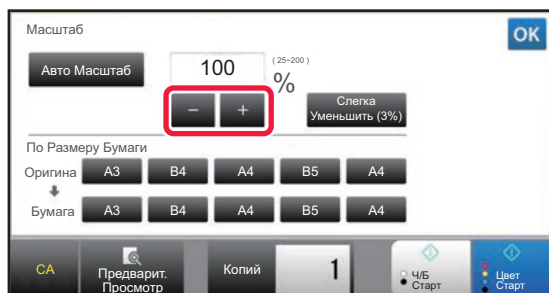 Масштаб
OK
Авто Масштаб
100
(25~200)
%
− +
Слегка
Уменьшить (3%)
По Размеру Бумаги
Оригина
A3 B4 A4 B5 A4
Бумага
A3 B4 A4 B5 A4
CA
Предварит.
Просмотр
Копий
1
Ч/Б
Старт
Цвет
Старт